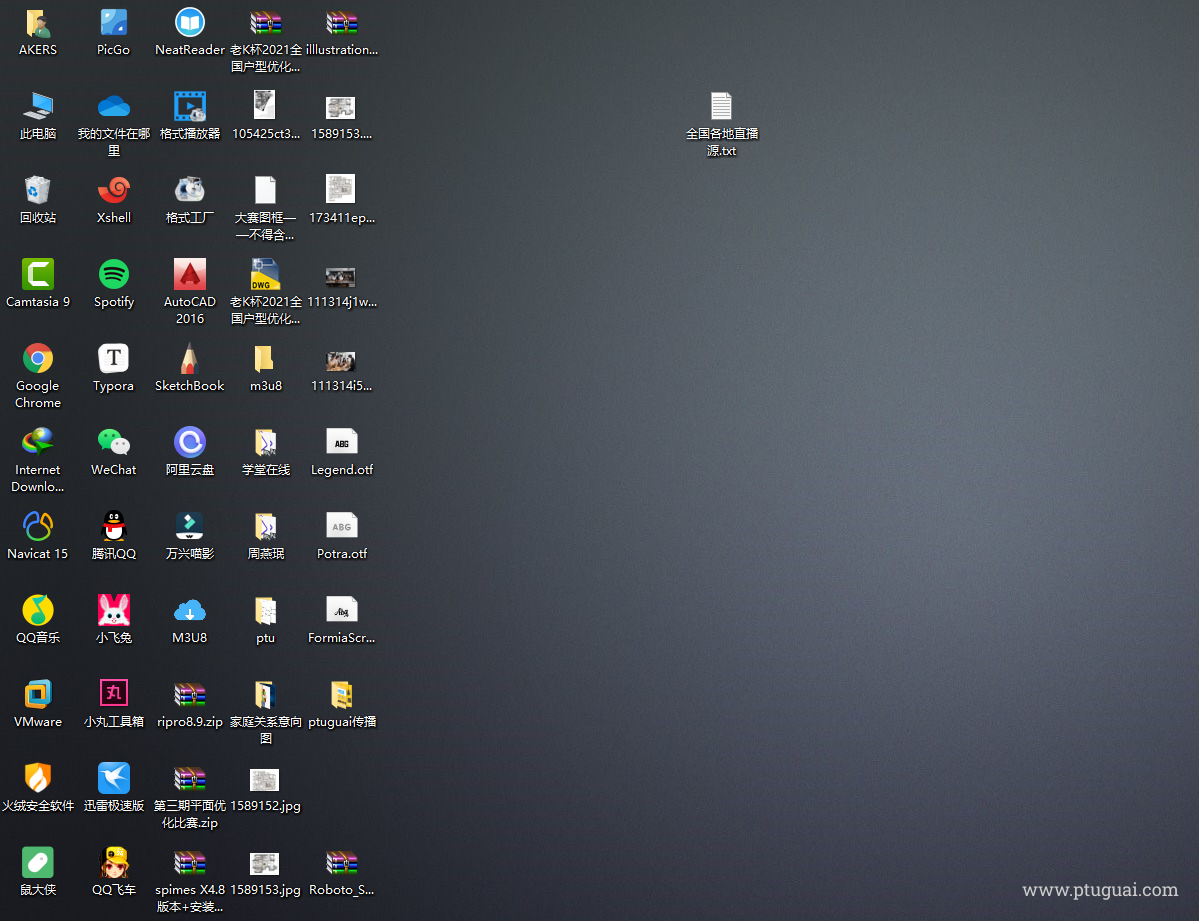 AKERS
PicGo
NeatReader
老K杯2021全
国户型优化...
illlustration...
此电脑
我的文件在哪
里
格式播放器
105425ct3...
1589153....
全国各地直播
源.txt
回收站
Xshell
格式工厂
大赛图框—
—不得含...
173411ep...
Camtasia 9
Spotify
AutoCAD
2016
DWG
老K杯2021全
国户型优化...
111314j1w...
Google
Chrome
T
Typora
SketchBook
m3u8
111314i5...
Internet
Downlo...
WeChat
阿里云盘
学堂在线
ABG
Legend.otf
Navicat 15
腾讯QQ
万兴喵影
周燕珉
ABG
Potra.otf
QQ音乐
小飞兔
M3U8
ptu
Abg
FormiaScr...
VMware
丸
小丸工具箱
ripro8.9.zip
家庭关系意向
图
ptuguai传播
火绒安全软件
迅雷极速版
第三期平面优
化比赛.zip
1589152.jpg
鼠大侠
QQ飞车
spimes X4.8
版本+安装...
1589153.jpg
Roboto_S...
www.ptuguai.com